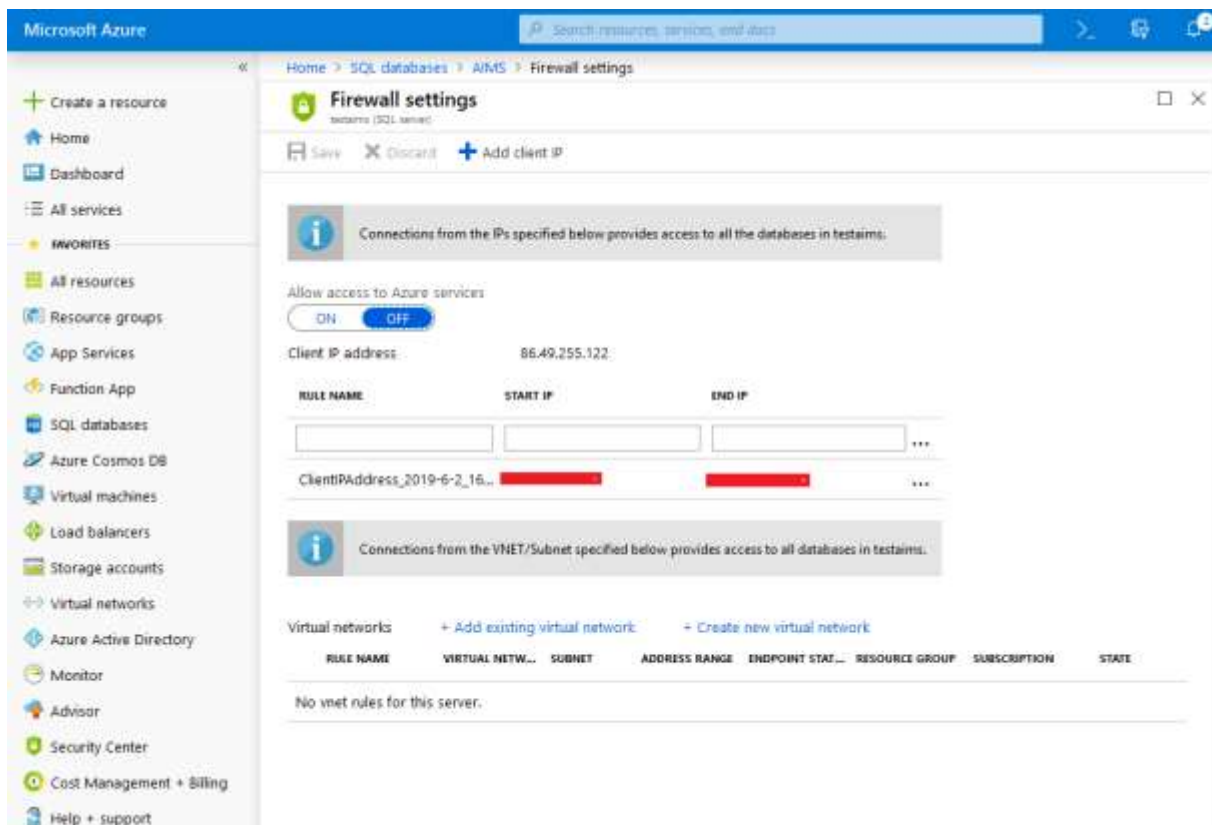 Microsoft Azure
Search resources, services, and docs
Home > SQL databases > AIMS > Firewall settings
Create a resource
Home
Dashboard
All services
FAVORITES
All resources
Resource groups
App Services
Function App
SQL databases
Azure Cosmos DB
Virtual machines
Load balancers
Storage accounts
Virtual networks
Azure Active Directory
Monitor
Advisor
Security Center
Cost Management + Billing
Help + support
Firewall settings
testaims (SQL server)
Save Discard Add client IP
Connections from the IPs specified below provides access to all the databases in testaims.
Allow access to Azure services
ON OFF
Client IP address 86.49.255.122
RULE NAME START IP END IP
...
ClientIPAddress_2019-6-2_16... ...
Connections from the VNET/Subnet specified below provides access to all databases in testaims.
Virtual networks + Add existing virtual network + Create new virtual network
RULE NAME VIRTUAL NETW... SUBNET ADDRESS RANGE ENDPOINT STAT... RESOURCE GROUP SUBSCRIPTION STATE
No vnet rules for this server.